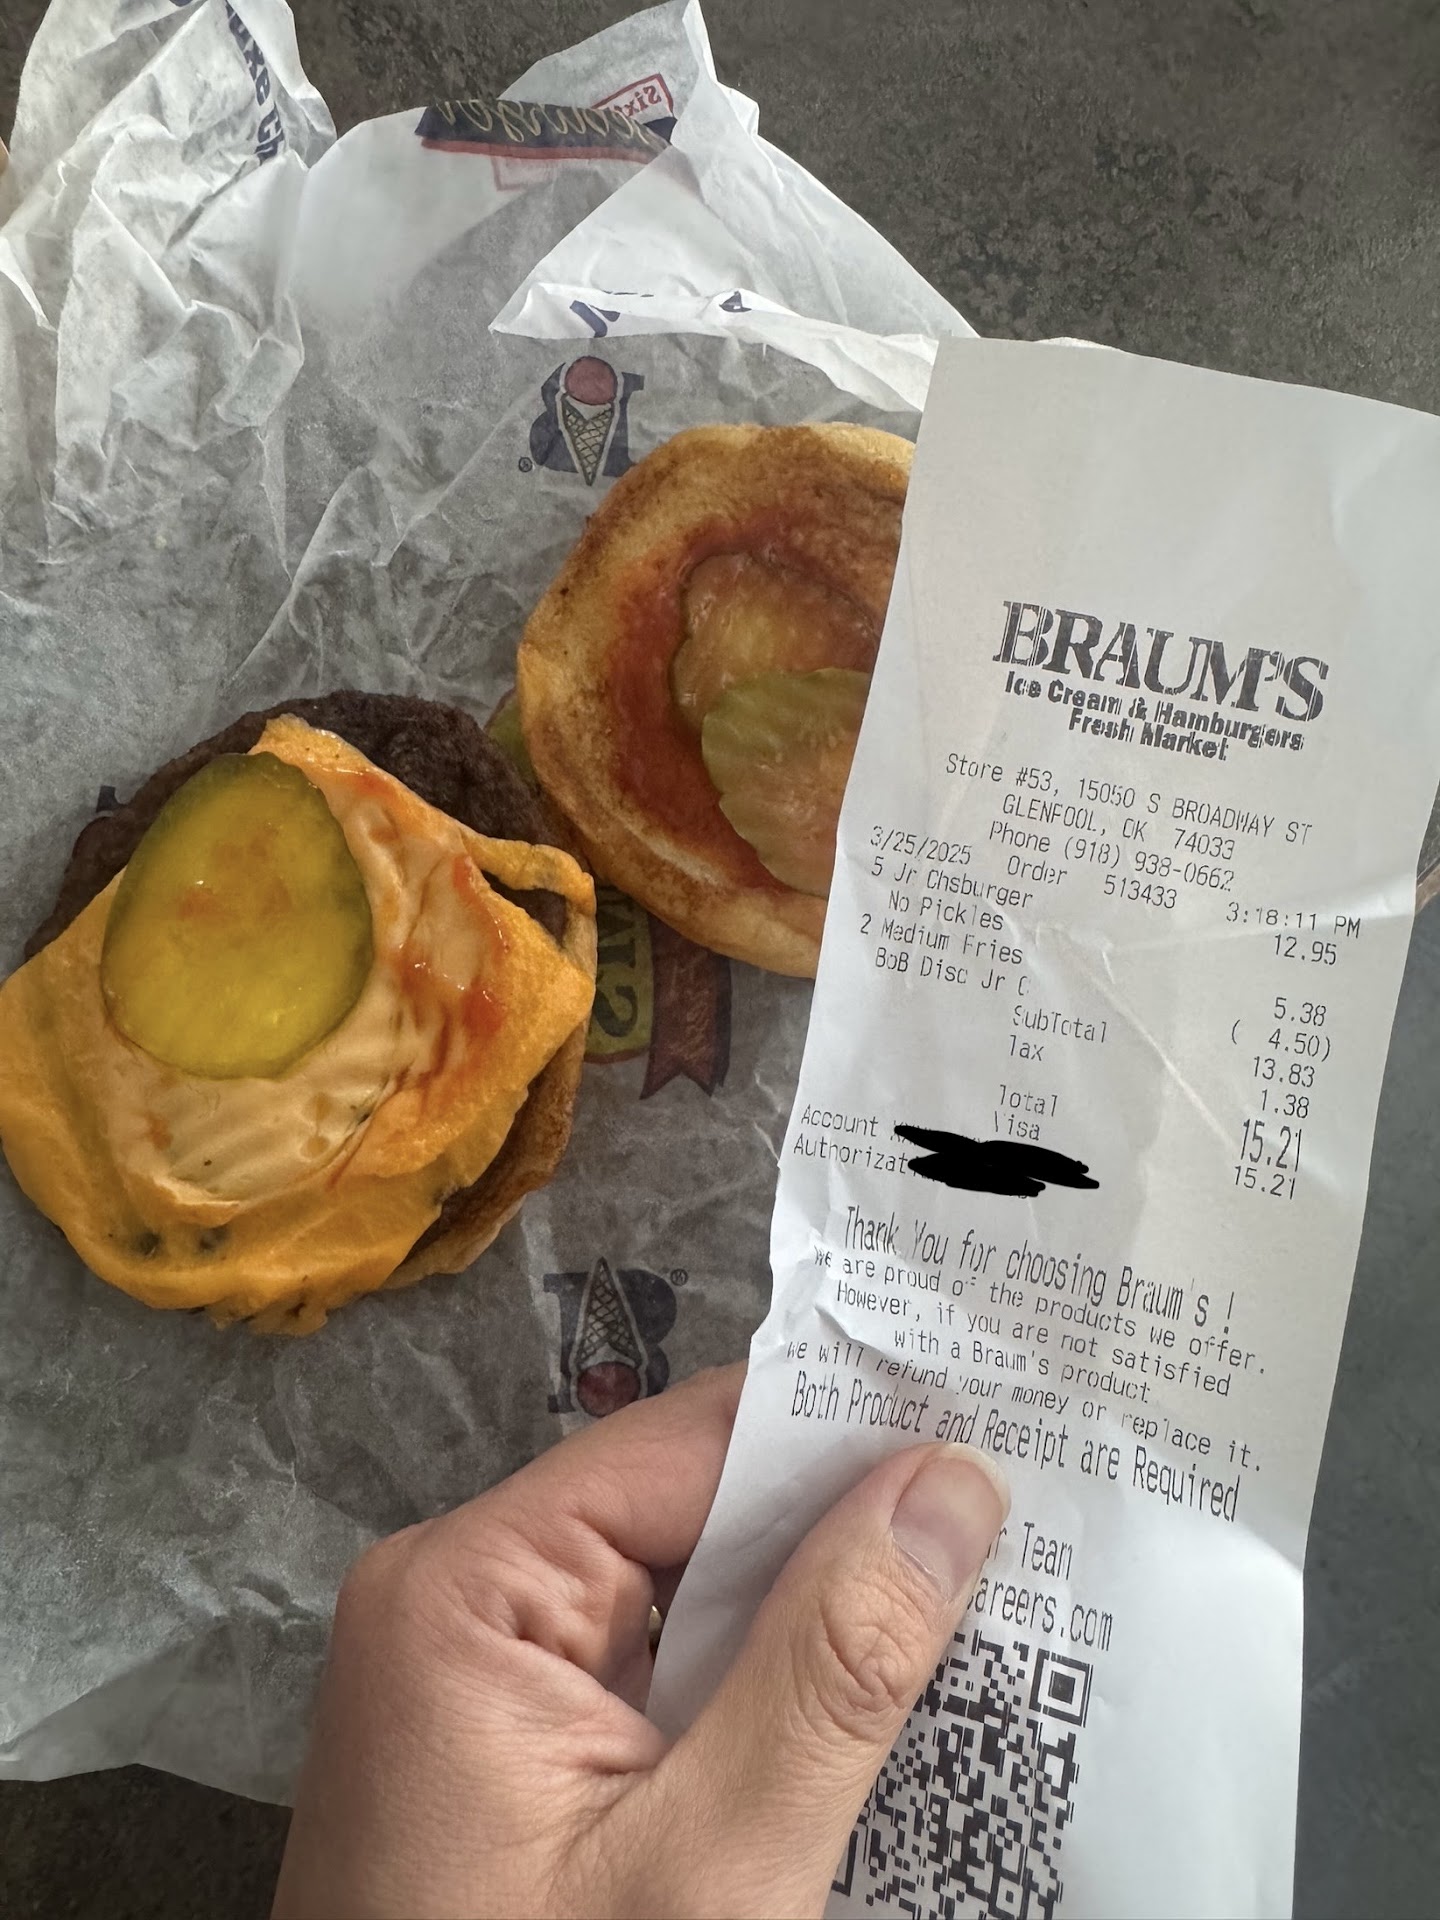 BRAUM'S
Ice Cream & Hamburgers
Fresh Market
Store #53, 15050 S BROADWAY ST
GLENPOOL, OK 74033
Phone (918) 938-0662
3/25/2025 Order 513433 3:18:11 PM
5 Jr Chsburger 12.95
No Pickles
2 Medium Fries 5.38
BoB Disc Jr C ( 4.50)
SubTotal 13.83
Tax 1.38
Total 15.21
Visa 15.21
Account
Authorizat
Thank You for choosing Braum's !
We are proud of the products we offer.
However, if you are not satisfied
with a Braum's product
we will refund your money or replace it.
Both Product and Receipt are Required
Team
careers.com
B
®
B
®